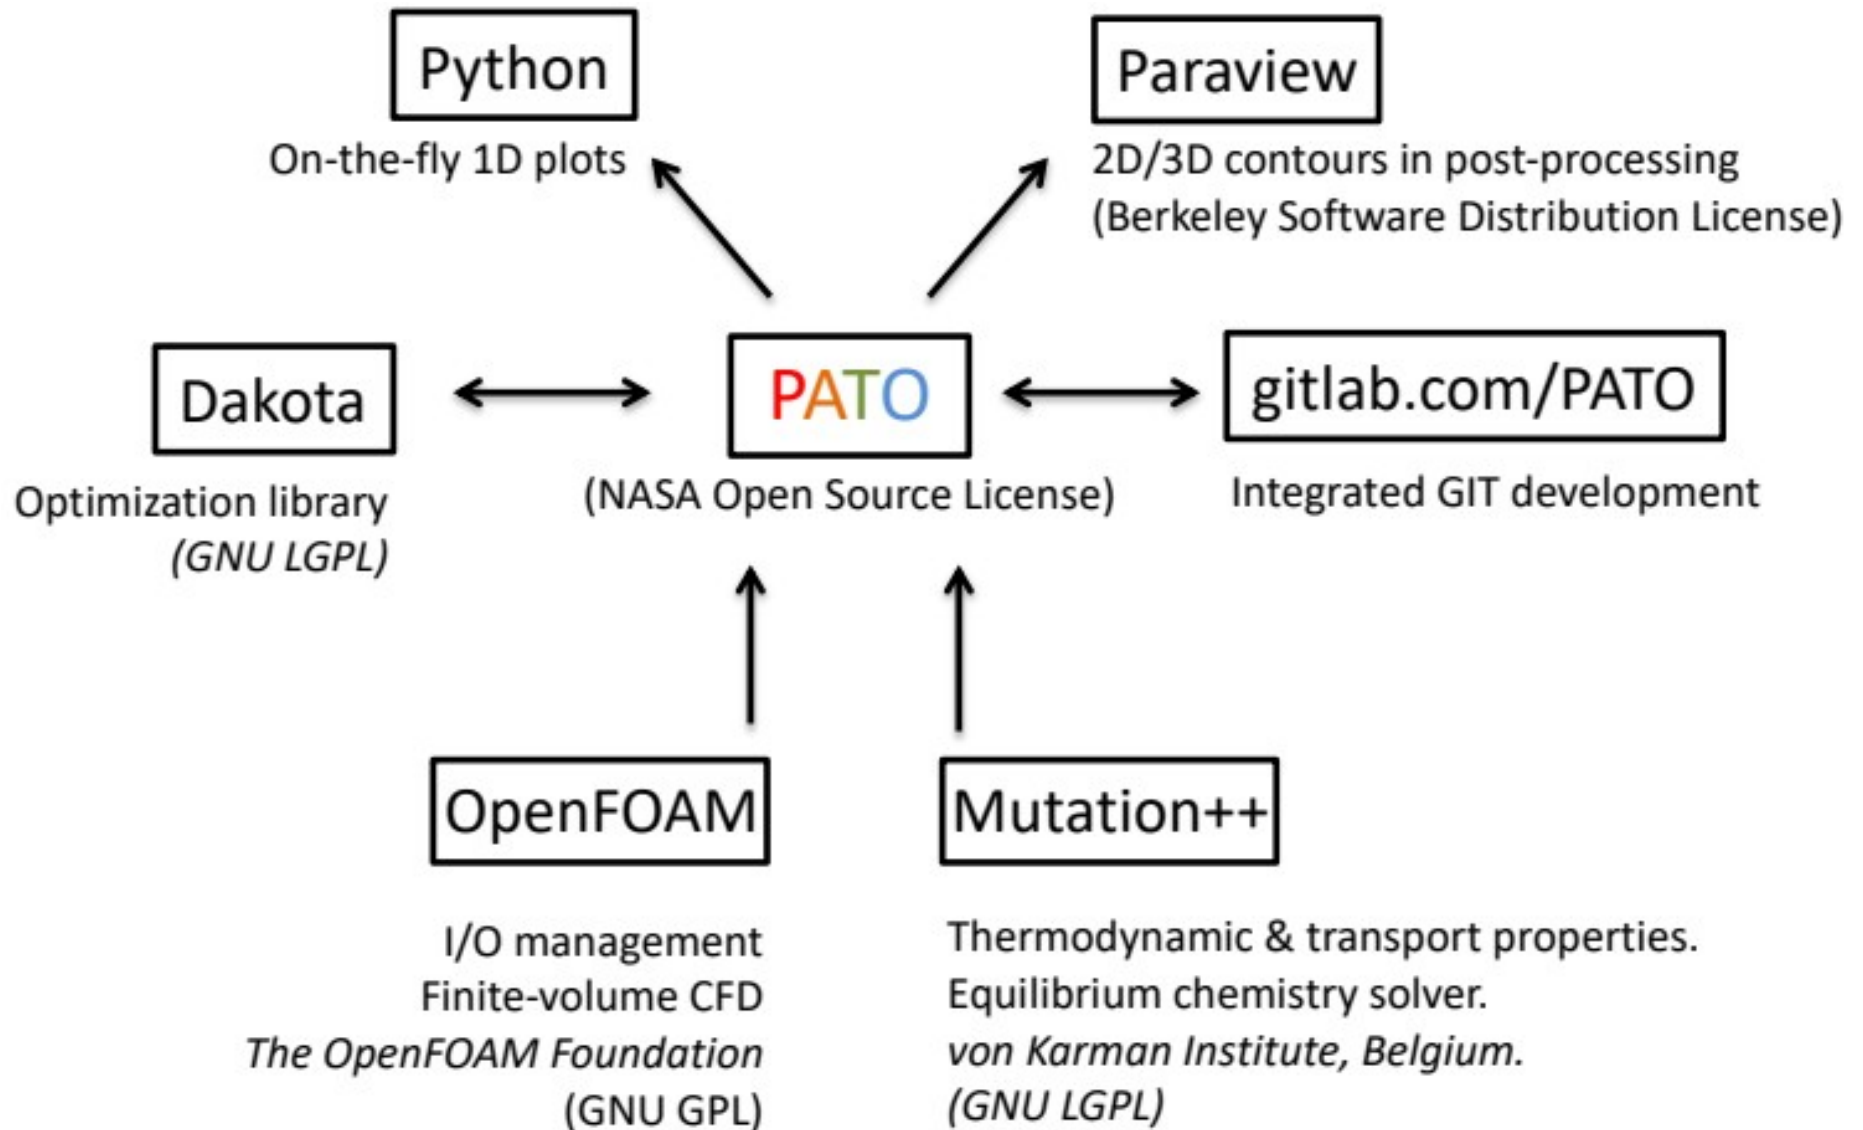 Python
On-the-fly 1D plots
Paraview
2D/3D contours in post-processing
(Berkeley Software Distribution License)
Dakota
Optimization library
(GNU LGPL)
PATO
(NASA Open Source License)
gitlab.com/PATO
Integrated GIT development
OpenFOAM
I/O management
Finite-volume CFD
The OpenFOAM Foundation
(GNU GPL)
Mutation++
Thermodynamic & transport properties.
Equilibrium chemistry solver.
von Karman Institute, Belgium.
(GNU LGPL)